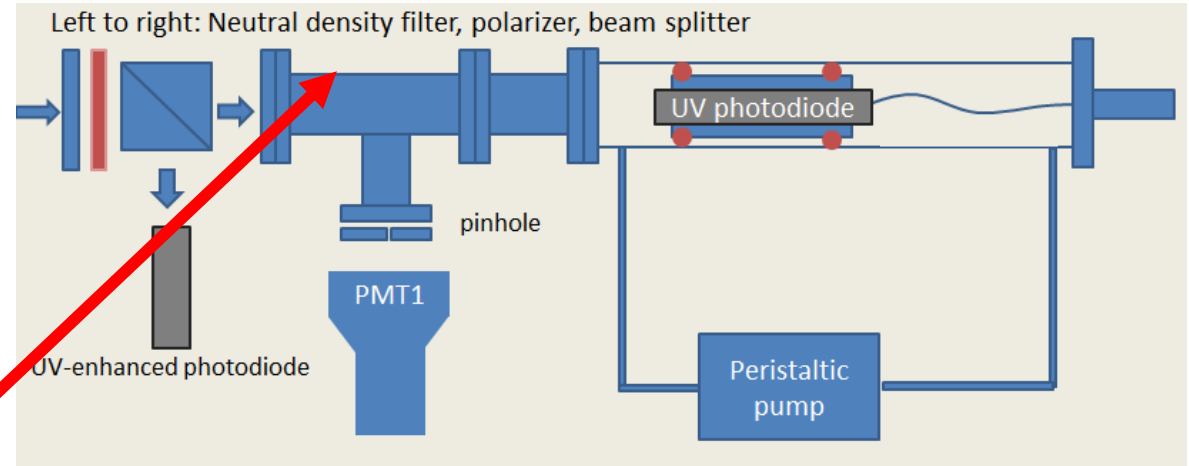 Left to right: Neutral density filter, polarizer, beam splitter
UV photodiode
pinhole
PMT1
UV-enhanced photodiode
Peristaltic
pump